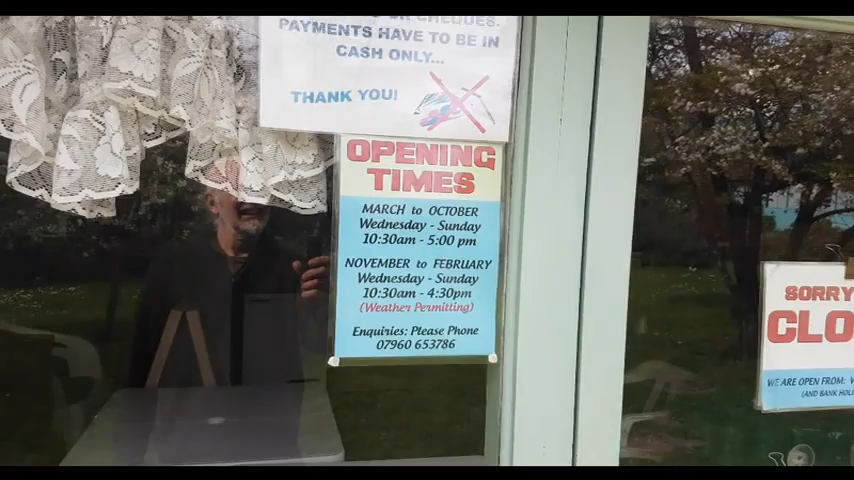 OR CHEQUES.
PAYMENTS HAVE TO BE IN
CASH ONLY...
THANK YOU!
OPENING
TIMES
MARCH to OCTOBER
Wednesday - Sunday
10:30am - 5:00 pm
NOVEMBER to FEBRUARY
Wednesday - Sunday
10:30am - 4:30pm
(Weather Permitting)
Enquiries: Please Phone
07960 653786
SORRY
CLO
WE ARE OPEN FROM: W
(AND BANK HOL